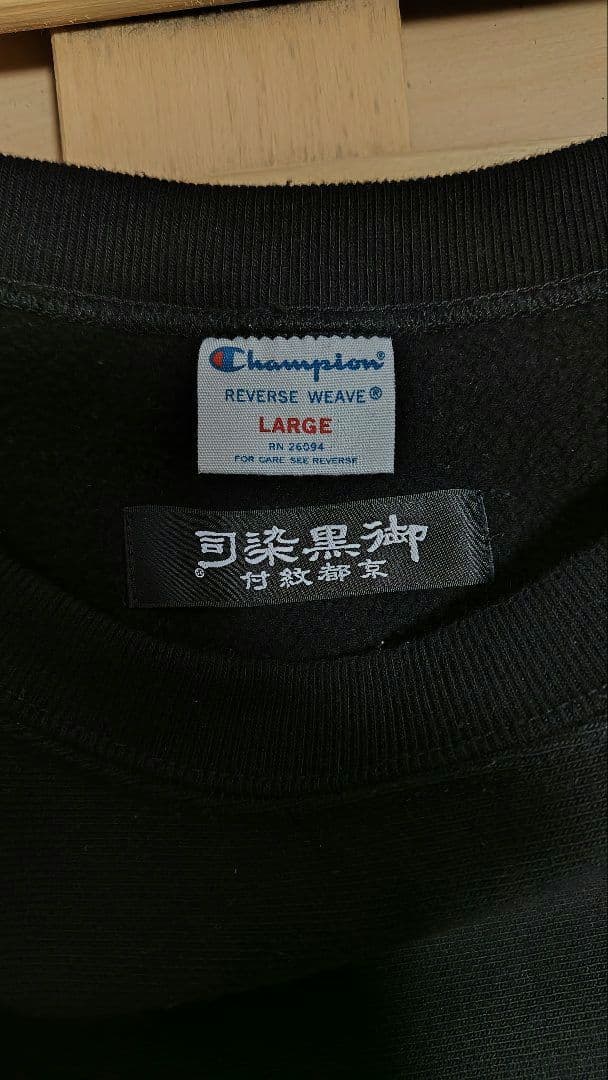 Champion®
REVERSE WEAVE®
LARGE
RN 26094
FOR CARE SEE REVERSE
御黒染司
京都紋付®